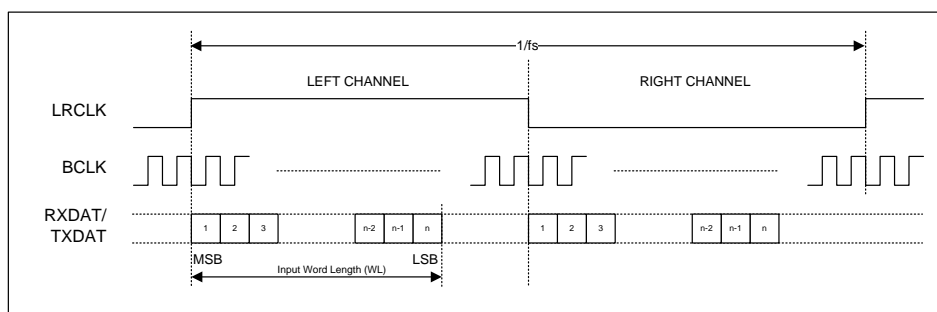 1/fs
LEFT CHANNEL RIGHT CHANNEL
LRCLK
BCLK
RXDAT/
TXDAT
1 2 3 n-2 n-1 n 1 2 3 n-2 n-1 n
MSB LSB
Input Word Length (WL)